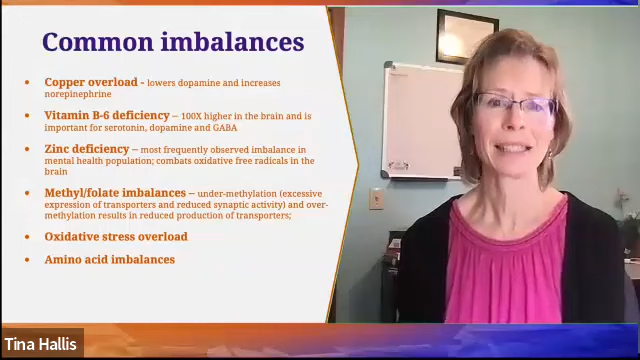 Common imbalances
• Copper overload - lowers dopamine and increases
norepinephrine
• Vitamin B-6 deficiency – 100X higher in the brain and is
important for serotonin, dopamine and GABA
• Zinc deficiency – most frequently observed imbalance in
mental health population; combats oxidative free radicals in the
brain
• Methyl/folate imbalances – under-methylation (excessive
expression of transporters and reduced synaptic activity) and over-
methylation results in reduced production of transporters;
• Oxidative stress overload
• Amino acid imbalances
Tina Hallis